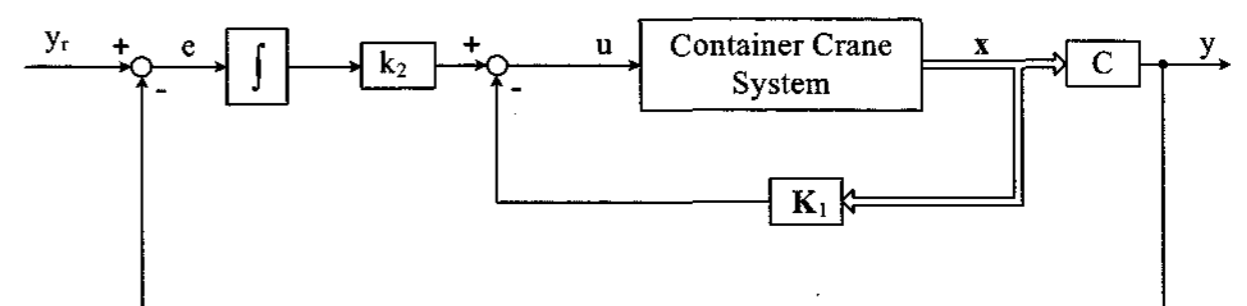 yᵣ + e ∫ k₂ + u Container Crane x C y
System
- -
K₁